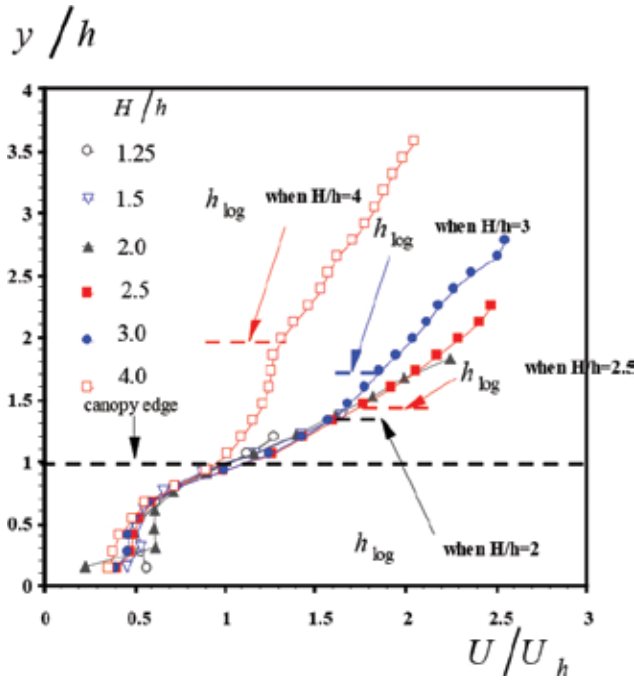 y/h
4
H/h
1.25
3.5
1.5
h log when H/h=4
3
h log when H/h=3
2.0
2.5
2.5
3.0
2
4.0
when H/h=2.5
h log
canopy edge
1.5
1
0.5
h log when H/h=2
0
0 0.5 1 1.5 2 2.5 3
U/U h